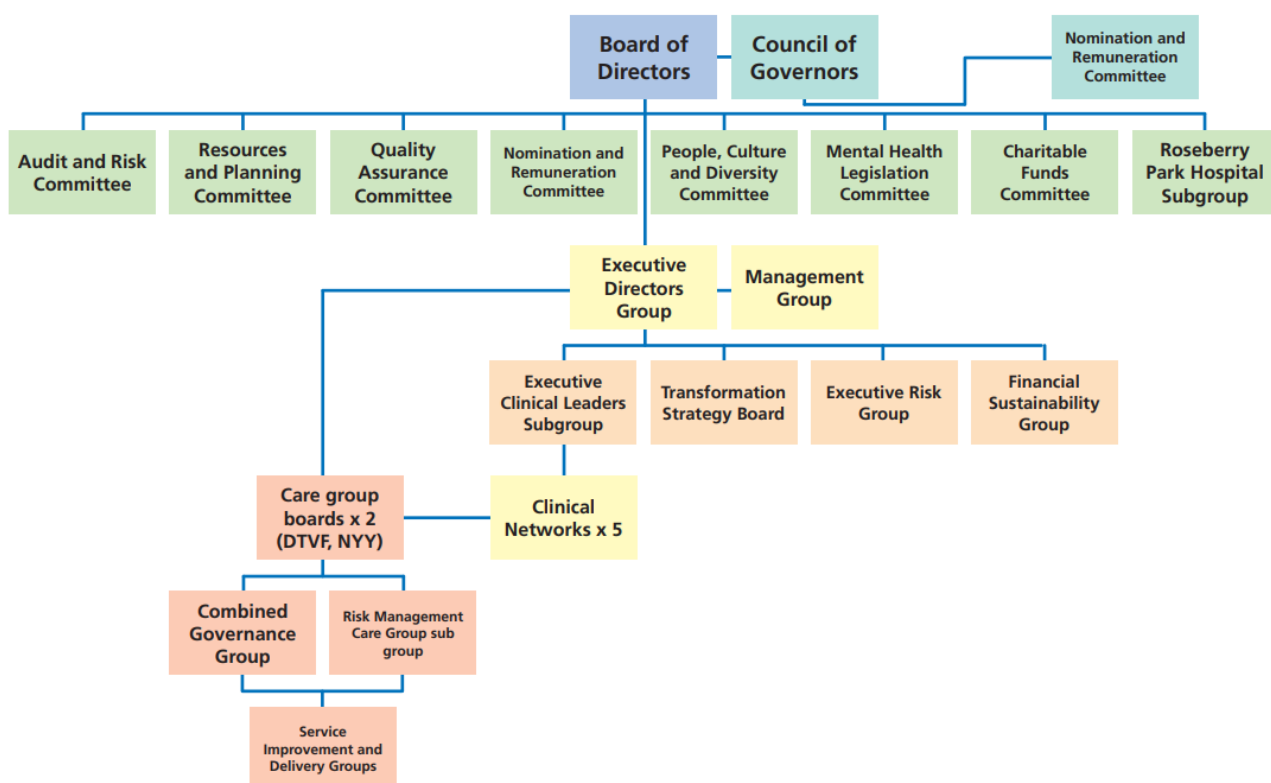 Board of
Directors
Council of
Governors
Nomination and
Remuneration
Committee
Audit and Risk
Committee
Resources
and Planning
Committee
Quality
Assurance
Committee
Nomination and
Remuneration
Committee
People, Culture
and Diversity
Committee
Mental Health
Legislation
Committee
Charitable
Funds
Committee
Roseberry
Park Hospital
Subgroup
Executive
Directors
Group
Management
Group
Executive
Clinical Leaders
Subgroup
Transformation
Strategy Board
Executive Risk
Group
Financial
Sustainability
Group
Care group
boards x 2
(DTVF, NYY)
Clinical
Networks x 5
Combined
Governance
Group
Risk Management
Care Group sub
group
Service
Improvement and
Delivery Groups